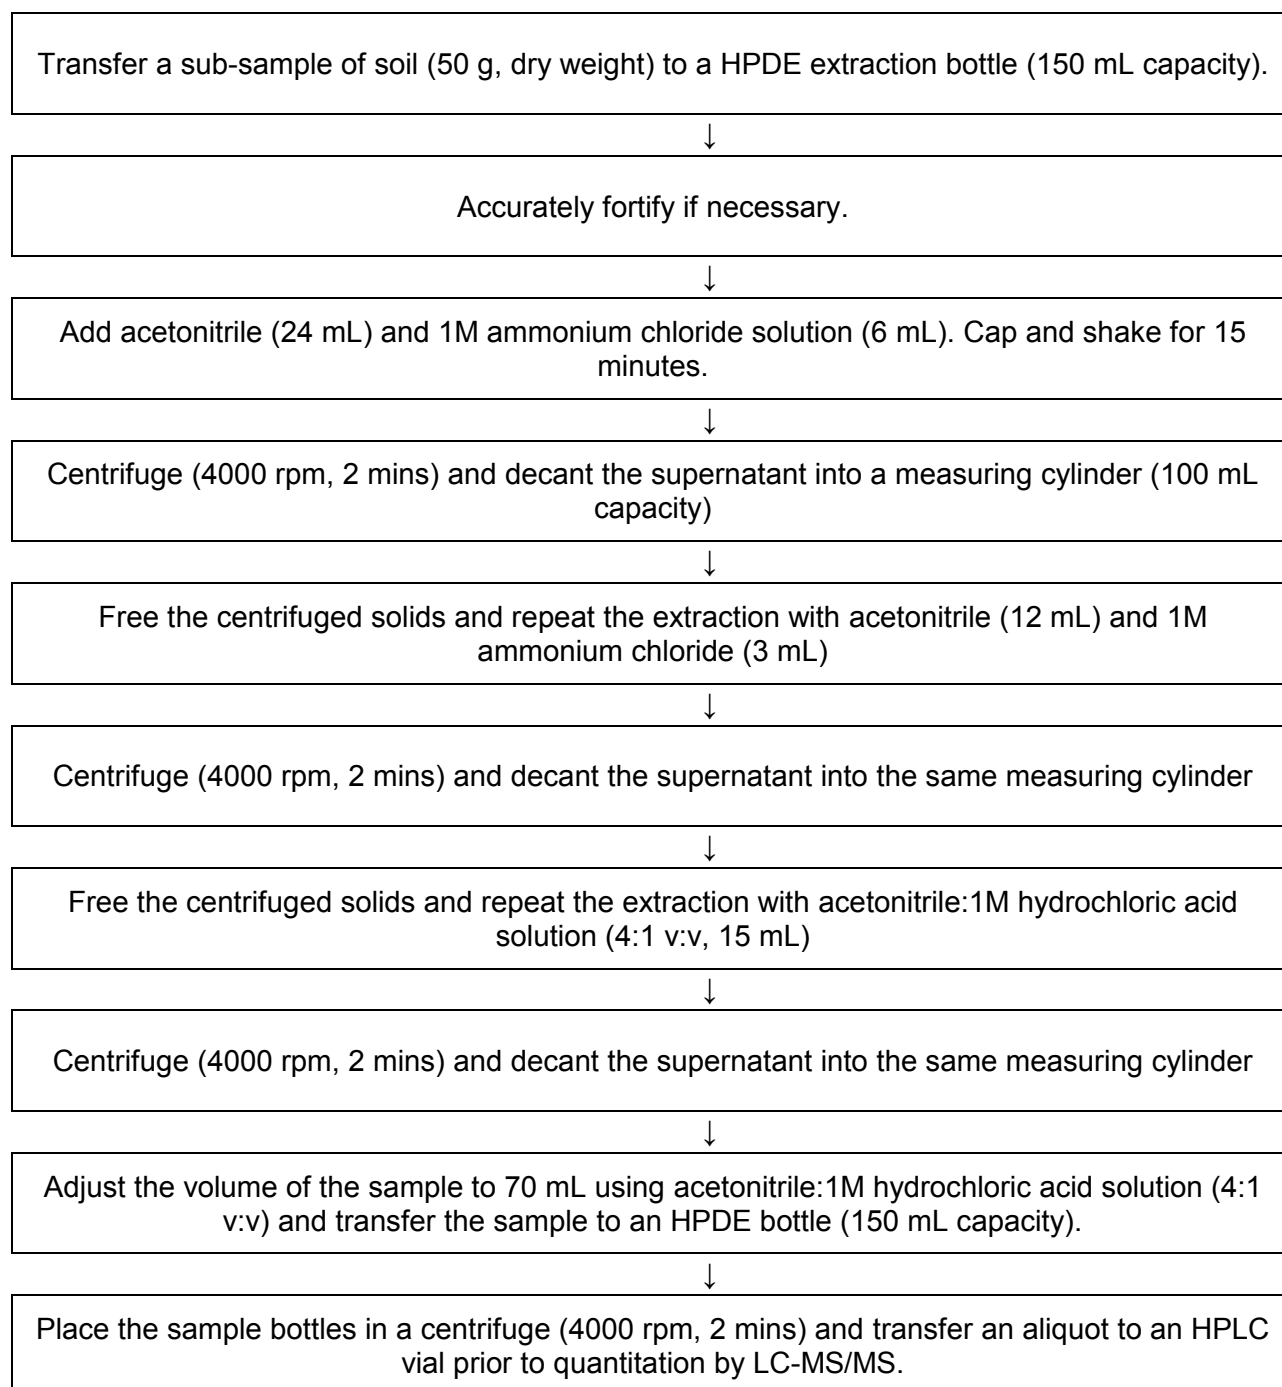 Transfer a sub-sample of soil (50 g, dry weight) to a HPDE extraction bottle (150 mL capacity).
↓
Accurately fortify if necessary.
↓
Add acetonitrile (24 mL) and 1M ammonium chloride solution (6 mL). Cap and shake for 15
minutes.
↓
Centrifuge (4000 rpm, 2 mins) and decant the supernatant into a measuring cylinder (100 mL
capacity)
↓
Free the centrifuged solids and repeat the extraction with acetonitrile (12 mL) and 1M
ammonium chloride (3 mL)
↓
Centrifuge (4000 rpm, 2 mins) and decant the supernatant into the same measuring cylinder
↓
Free the centrifuged solids and repeat the extraction with acetonitrile:1M hydrochloric acid
solution (4:1 v:v, 15 mL)
↓
Centrifuge (4000 rpm, 2 mins) and decant the supernatant into the same measuring cylinder
↓
Adjust the volume of the sample to 70 mL using acetonitrile:1M hydrochloric acid solution (4:1
v:v) and transfer the sample to an HPDE bottle (150 mL capacity).
↓
Place the sample bottles in a centrifuge (4000 rpm, 2 mins) and transfer an aliquot to an HPLC
vial prior to quantitation by LC-MS/MS.